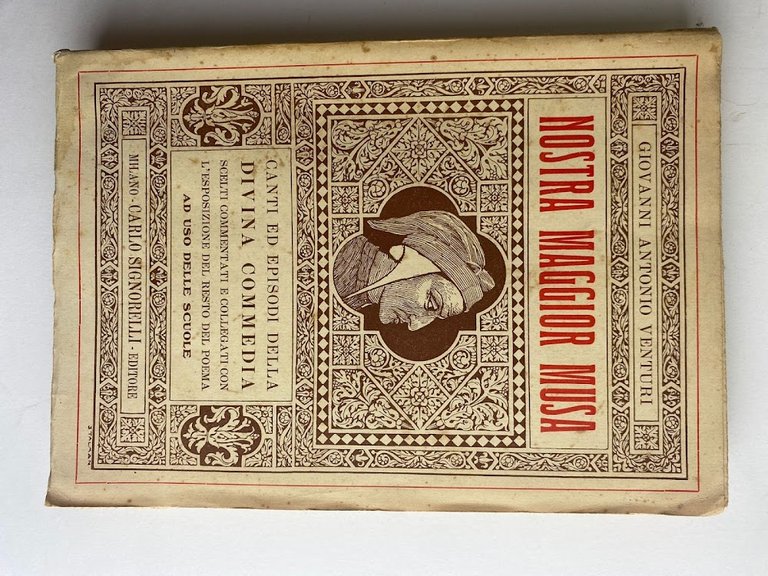 GIOVANNI ANTONIO VENTURI
NOSTRA MAGGIOR MUSA
CANTI ED EPISODI DELLA
DIVINA COMMEDIA
SCELTI COMMENTATI E COLLEGATI CON
L'ESPOSIZIONE DEL RESTO DEL POEMA
AD USO DELLE SCUOLE
MILANO - CARLO SIGNORELLI - EDITORE